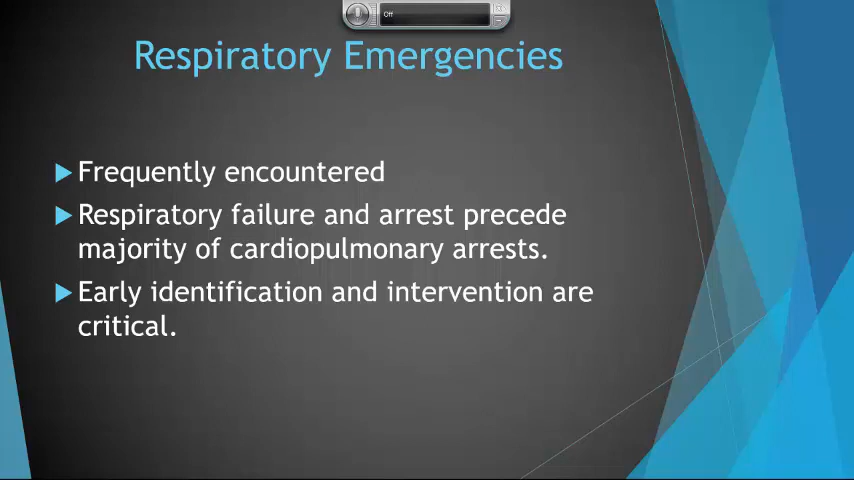 Off
Respiratory Emergencies
Frequently encountered
Respiratory failure and arrest precede
majority of cardiopulmonary arrests.
Early identification and intervention are
critical.